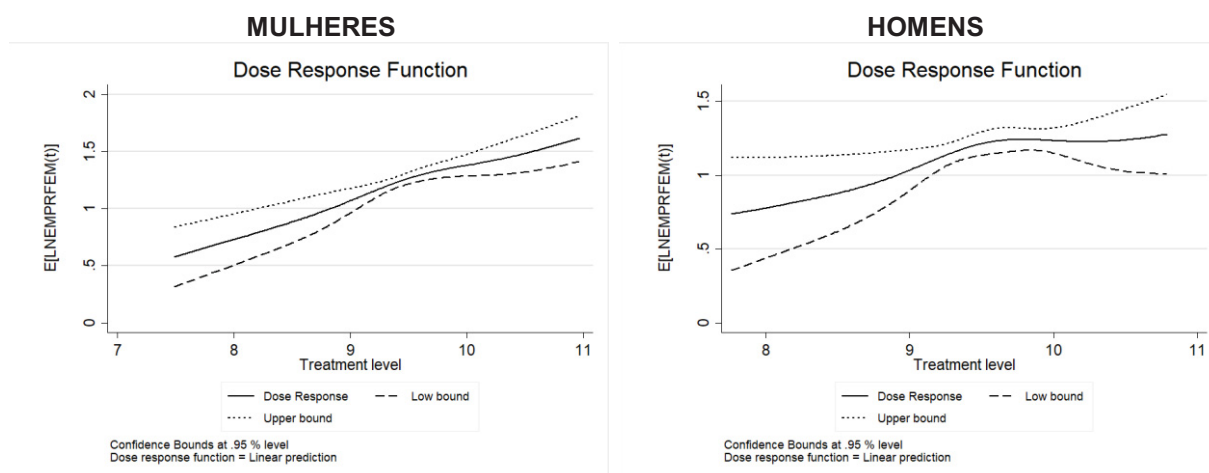 MULHERES
Dose Response Function
E[LNEMPRFEM(t)]
2
1.5
1
.5
0
7 8 9 10 11
Treatment level
Dose Response Low bound
Upper bound
Confidence Bounds at .95 % level
Dose response function = Linear prediction
HOMENS
Dose Response Function
E[LNEMPRFEM(t)]
1.5
1
.5
0
8 9 10 11
Treatment level
Dose Response Low bound
Upper bound
Confidence Bounds at .95 % level
Dose response function = Linear prediction